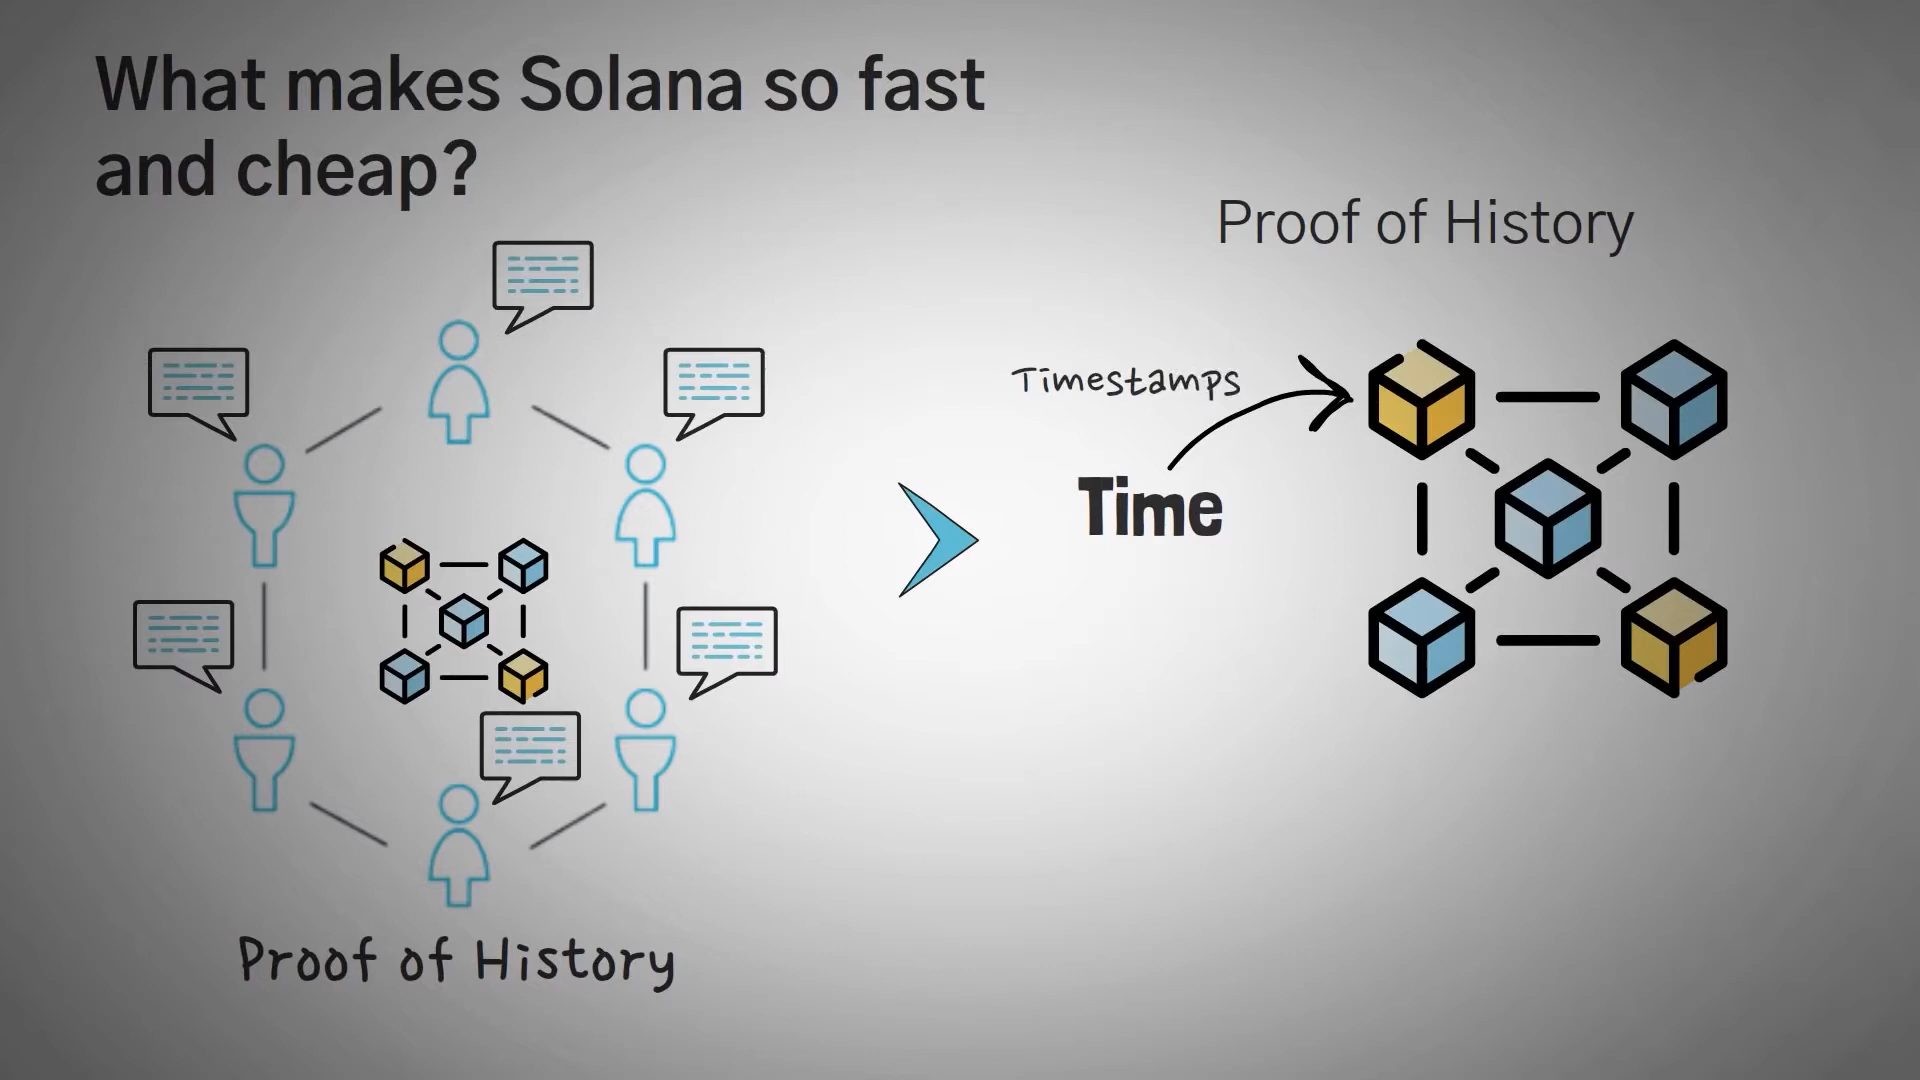 What makes Solana so fast
and cheap?
Proof of History
Timestamps
Time
Proof of History